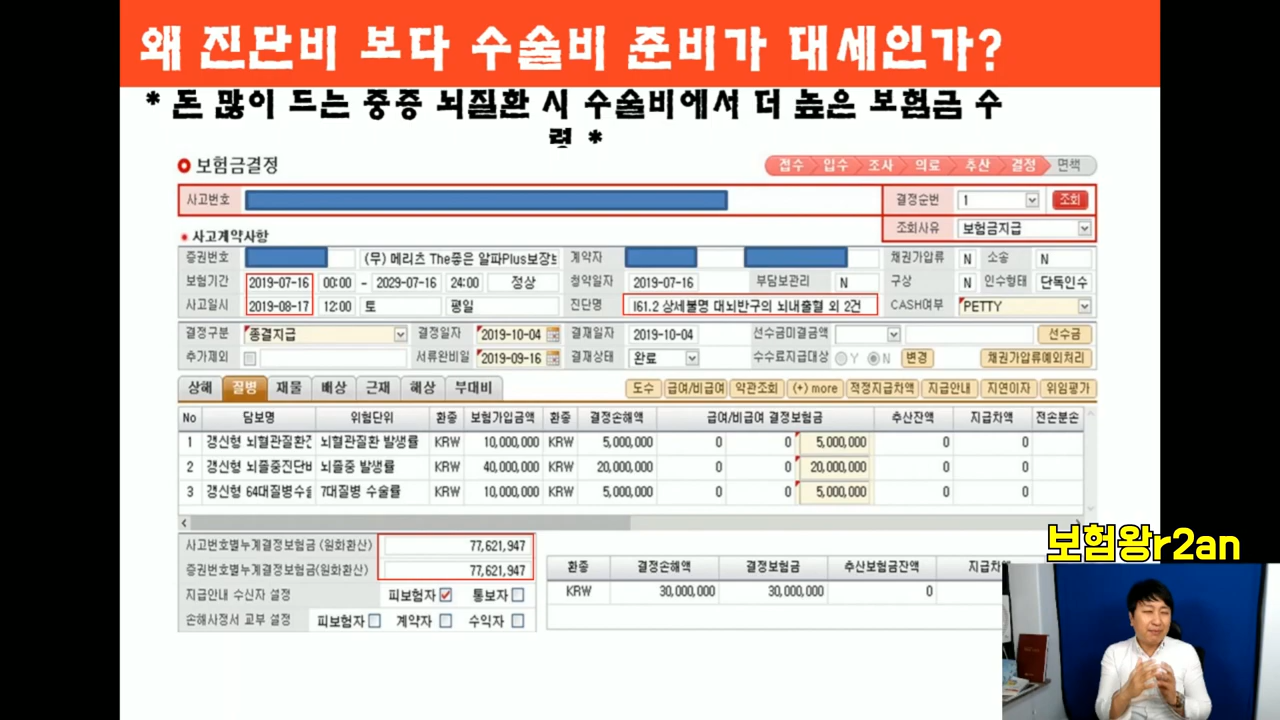 왜 진단비 보다 수술비 준비가 대세인가?
* 돈 많이 드는 중증 뇌질환 시 수술비에서 더 높은 보험금 수
령 *
보험금결정
접수 입수 조사 의료 추산 결정 면책
사고번호 결정순번 1 조회
조회사유 보험금지급
사고계약사항
증권번호 (무) 메리츠 The좋은 알파Plus보장보 계약자 채권가압류 N 소송 N
보험기간 2019-07-16 00:00 - 2029-07-16 24:00 정상 청약일자 2019-07-16 부담보관리 N 구상 N 인수형태 단독인수
사고일시 2019-08-17 12:00 토 평일 진단명 I61.2 상세불명 대뇌반구의 뇌내출혈 외 2건 CASH여부 PETTY
결정구분 종결지급 결정일자 2019-10-04 결재일자 2019-10-04 선수금미결금액 선수금
추가제외 서류완비일 2019-09-16 결재상태 완료 수수료지급대상 Y N 변경 채권가압류예외처리
상해 질병 재물 배상 근재 해상 부대비 도수 급여/비급여 약관조회 (+) more 적정지급차액 지급안내 지연이자 위임평가
No 담보명 위험단위 환종 보험가입금액 환종 결정손해액 급여/비급여 결정보험금 추산잔액 지급차액 전손분손
1 갱신형 뇌혈관질환진 뇌혈관질환 발생률 KRW 10,000,000 KRW 5,000,000 0 0 5,000,000 0 0
2 갱신형 뇌졸중진단비 뇌졸중 발생률 KRW 40,000,000 KRW 20,000,000 0 0 20,000,000 0 0
3 갱신형 64대질병수술 7대질병 수술률 KRW 10,000,000 KRW 5,000,000 0 0 5,000,000 0 0
사고번호별누계결정보험금 (원화환산) 77,621,947
증권번호별누계결정보험금(원화환산) 77,621,947
지급안내 수신자 설정 피보험자 통보자
손해사정서 교부 설정 피보험자 계약자 수익자
환종 결정손해액 결정보험금 추산보험금잔액 지급차액
KRW 30,000,000 30,000,000 0
보험왕r2an